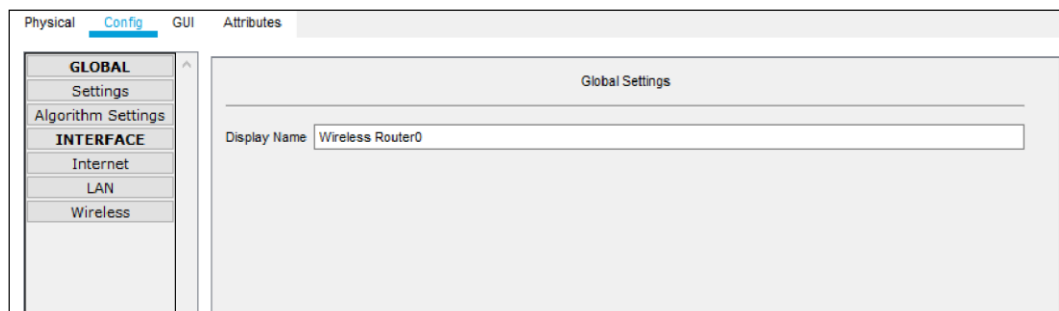 Physical Config GUI Attributes
GLOBAL
Settings
Algorithm Settings
INTERFACE
Internet
LAN
Wireless
Global Settings
Display Name Wireless Router0